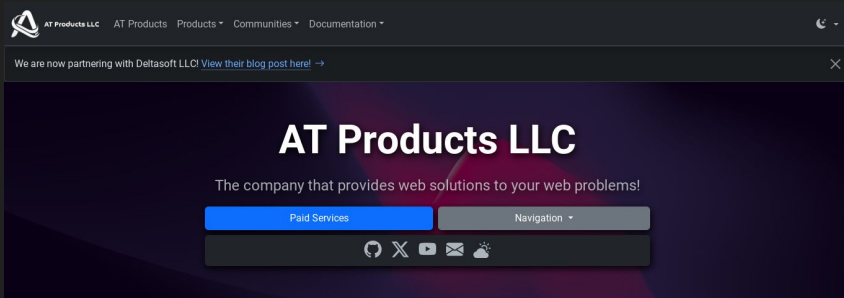 AT Products LLC AT Products Products Communities Documentation
We are now partnering with Deltasoft LLC! View their blog post here! →
AT Products LLC
The company that provides web solutions to your web problems!
Paid Services Navigation